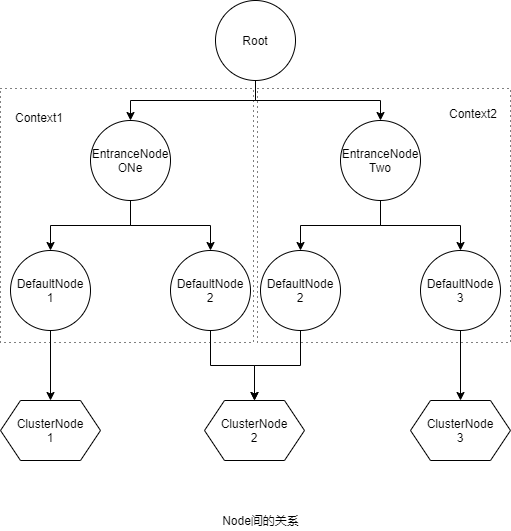 Root
Context1
Context2
EntranceNode
ONe
EntranceNode
Two
DefaultNode
1
DefaultNode
2
DefaultNode
2
DefaultNode
3
ClusterNode
1
ClusterNode
2
ClusterNode
3
Node间的关系